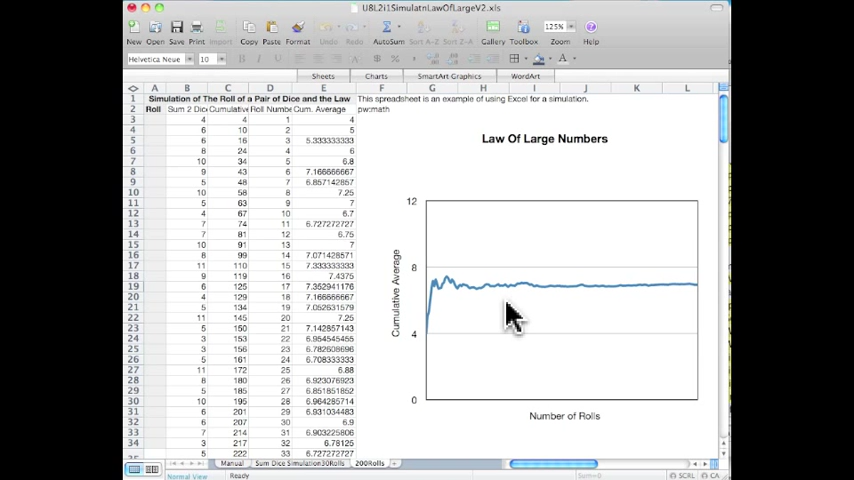 U8L2i1SimulatnLawOfLargeV2.xls
125%
New Open Save Print Import Copy Paste Format Undo Redo AutoSum Sort A-Z Sort Z-A Gallery Toolbox Zoom Help
Helvetica Neue 10
Sheets Charts SmartArt Graphics WordArt
A B C D E F G H I J K L
1 Simulation of The Roll of a Pair of Dice and the Law This spreadsheet is an example of using Excel for a simulation.
2 Roll Sum 2 Dic Cumulative Roll Numbe Cum. Average pw:math
3 4 4 1 4
4 6 10 2 5
5 6 16 3 5.333333333
6 8 24 4 6
7 10 34 5 6.8
8 9 43 6 7.166666667
9 5 48 7 6.857142857
10 10 58 8 7.25
11 5 63 9 7
12 4 67 10 6.7
13 7 74 11 6.727272727
14 7 81 12 6.75
15 10 91 13 7
16 8 99 14 7.071428571
17 11 110 15 7.333333333
18 9 119 16 7.4375
19 6 125 17 7.352941176
20 4 129 18 7.166666667
21 5 134 19 7.052631579
22 11 145 20 7.25
23 5 150 21 7.142857143
24 3 153 22 6.954545455
25 3 156 23 6.782608696
26 5 161 24 6.708333333
27 11 172 25 6.88
28 8 180 26 6.923076923
29 5 185 27 6.851851852
30 10 195 28 6.964285714
31 6 201 29 6.931034483
32 6 207 30 6.9
33 7 214 31 6.903225806
34 3 217 32 6.78125
5 222 33 6.727272727
Law Of Large Numbers
12
8
4
0
Cumulative Average
Number of Rolls
Manual Sum Dice Simulation30Rolls 200Rolls
Normal View Ready Sum=0 SCRL CA